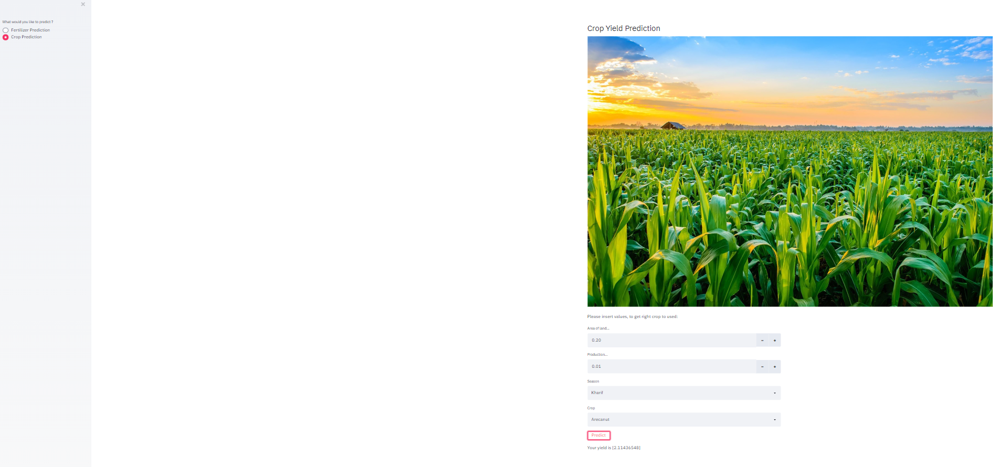 What would you like to predict ?
Fertilizer Prediction
Crop Prediction
Crop Yield Prediction
Please insert values, to get right crop to used:
Area of land...
0.20
Production...
0.01
Season
Kharif
Crop
Arecanut
Predict
Your yield is [2.11436548]